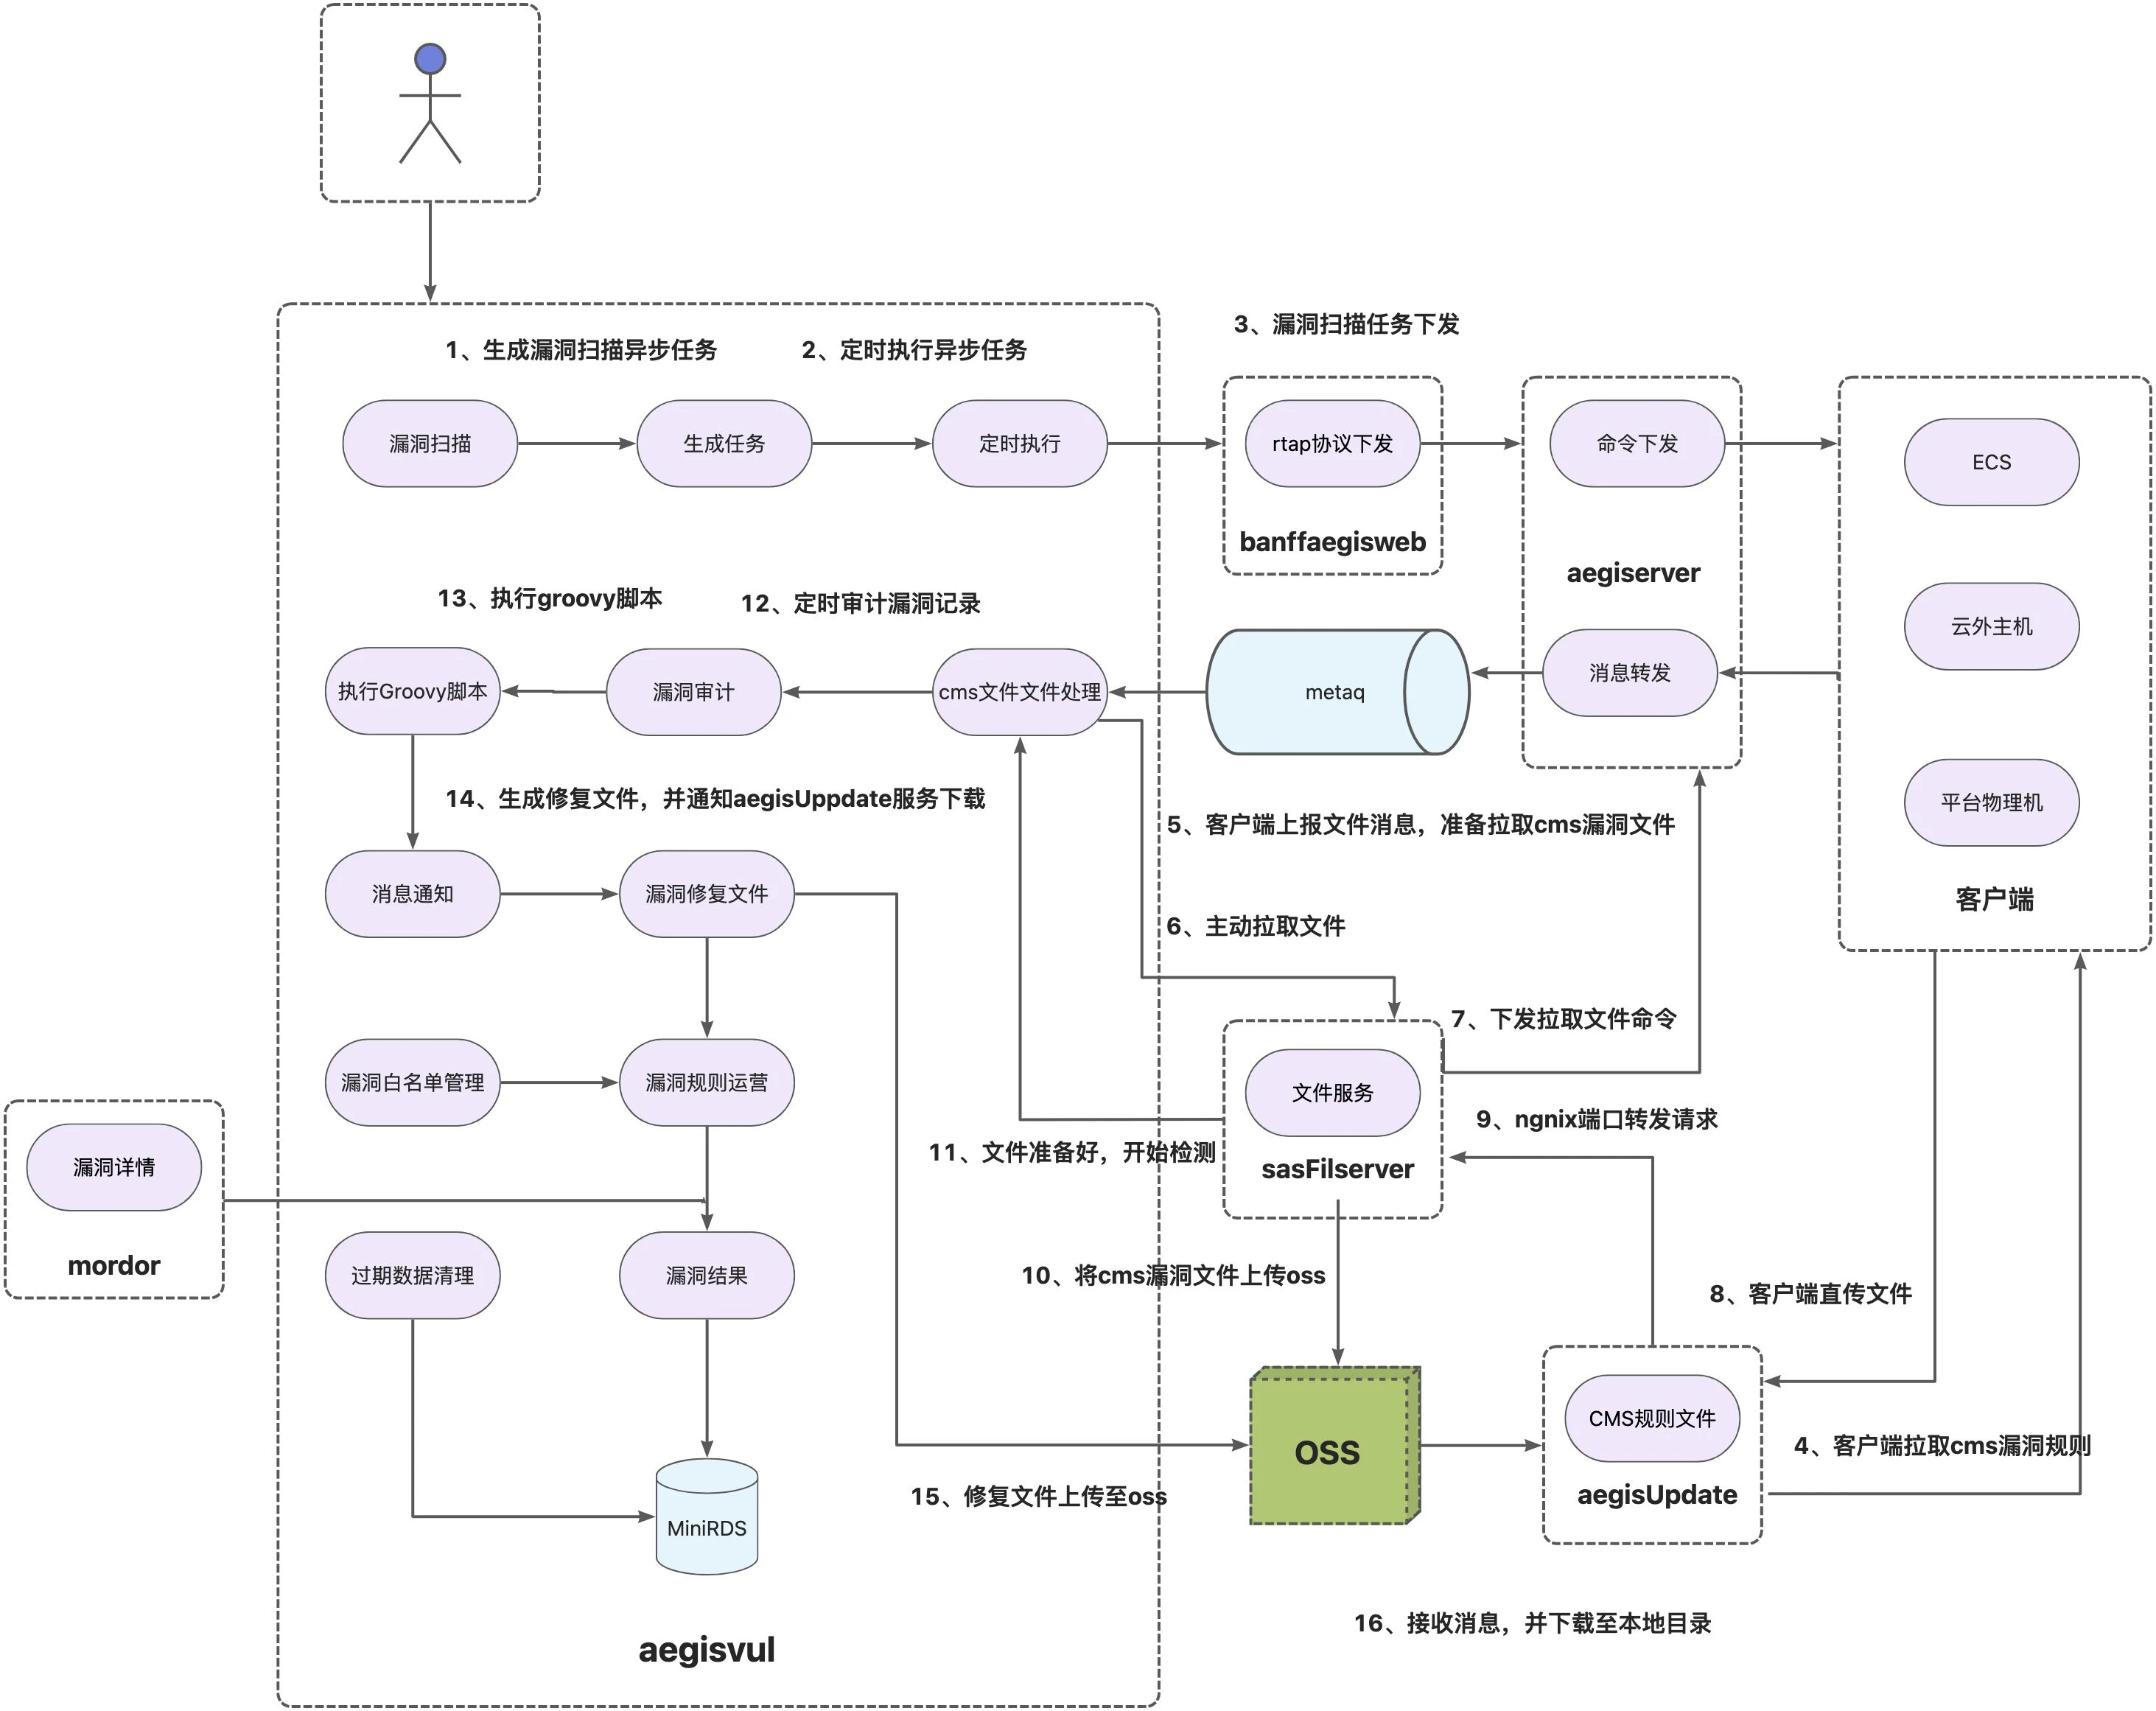 3、漏洞扫描任务下发
1、生成漏洞扫描异步任务
2、定时执行异步任务
漏洞扫描
生成任务
定时执行
rtap协议下发
命令下发
ECS
banffaegisweb
aegiserver
13、执行groovy脚本
12、定时审计漏洞记录
云外主机
执行Groovy脚本
漏洞审计
cms文件文件处理
metaq
消息转发
14、生成修复文件，并通知aegisUppdate服务下载
5、客户端上报文件消息，准备拉取cms漏洞文件
平台物理机
客户端
消息通知
漏洞修复文件
6、主动拉取文件
7、下发拉取文件命令
漏洞白名单管理
漏洞规则运营
文件服务
9、ngnix端口转发请求
11、文件准备好，开始检测
sasFilserver
漏洞详情
mordor
过期数据清理
漏洞结果
10、将cms漏洞文件上传oss
8、客户端直传文件
OSS
CMS规则文件
4、客户端拉取cms漏洞规则
aegisUpdate
15、修复文件上传至oss
MiniRDS
16、接收消息，并下载至本地目录
aegisvul